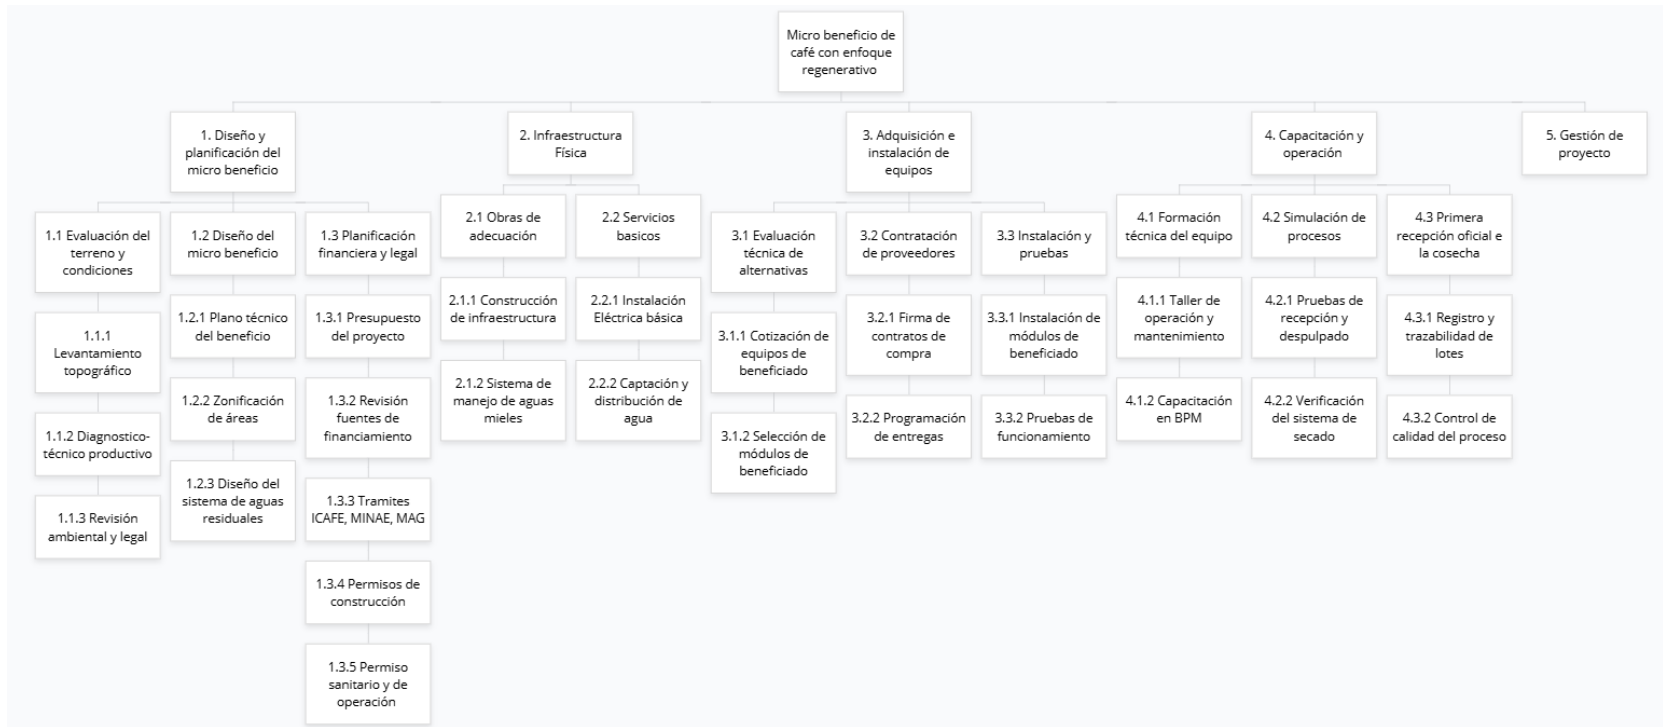 Micro beneficio de
café con enfoque
regenerativo
1. Diseño y
planificación del
micro beneficio
2. Infraestructura
Física
3. Adquisición e
instalación de
equipos
4. Capacitación y
operación
5. Gestión de
proyecto
1.1 Evaluación del
terreno y
condiciones
1.1.1
Levantamiento
topográfico
1.1.2 Diagnostico-
técnico productivo
1.1.3 Revisión
ambiental y legal
1.2 Diseño del
micro beneficio
1.2.1 Plano técnico
del beneficio
1.2.2 Zonificación
de áreas
1.2.3 Diseño del
sistema de aguas
residuales
1.3 Planificación
financiera y legal
1.3.1 Presupuesto
del proyecto
1.3.2 Revisión
fuentes de
financiamiento
1.3.3 Tramites
ICAFE, MINAE, MAG
1.3.4 Permisos de
construcción
1.3.5 Permiso
sanitario y de
operación
2.1 Obras de
adecuación
2.1.1 Construcción
de infraestructura
2.1.2 Sistema de
manejo de aguas
mieles
2.2 Servicios
basicos
2.2.1 Instalación
Eléctrica básica
2.2.2 Captación y
distribución de
agua
3.1 Evaluación
técnica de
alternativas
3.1.1 Cotización de
equipos de
beneficiado
3.1.2 Selección de
módulos de
beneficiado
3.2 Contratación
de proveedores
3.2.1 Firma de
contratos de
compra
3.2.2 Programación
de entregas
3.3 Instalación y
pruebas
3.3.1 Instalación de
módulos de
beneficiado
3.3.2 Pruebas de
funcionamiento
4.1 Formación
técnica del equipo
4.1.1 Taller de
operación y
mantenimiento
4.1.2 Capacitación
en BPM
4.2 Simulación de
procesos
4.2.1 Pruebas de
recepción y
despulpado
4.2.2 Verificación
del sistema de
secado
4.3 Primera
recepción oficial e
la cosecha
4.3.1 Registro y
trazabilidad de
lotes
4.3.2 Control de
calidad del proceso